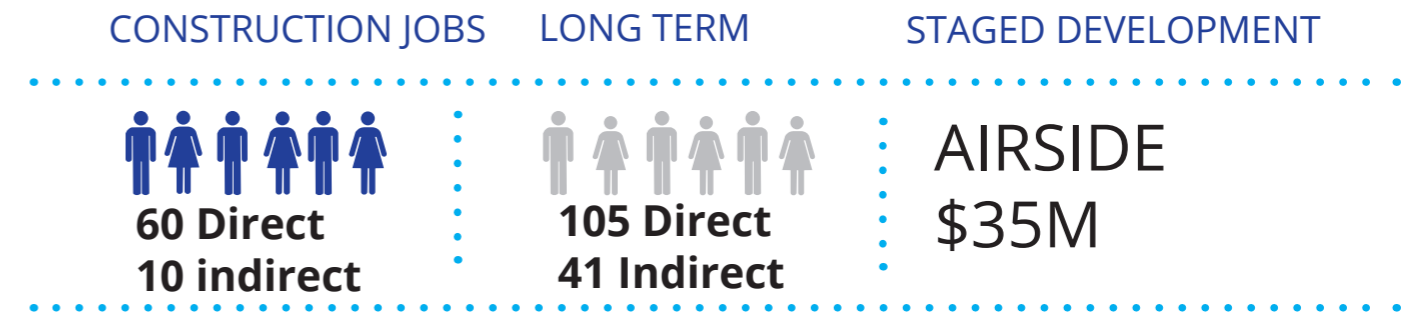 CONSTRUCTION JOBS
LONG TERM
STAGED DEVELOPMENT
60 Direct
10 indirect
105 Direct
41 Indirect
AIRSIDE
$35M